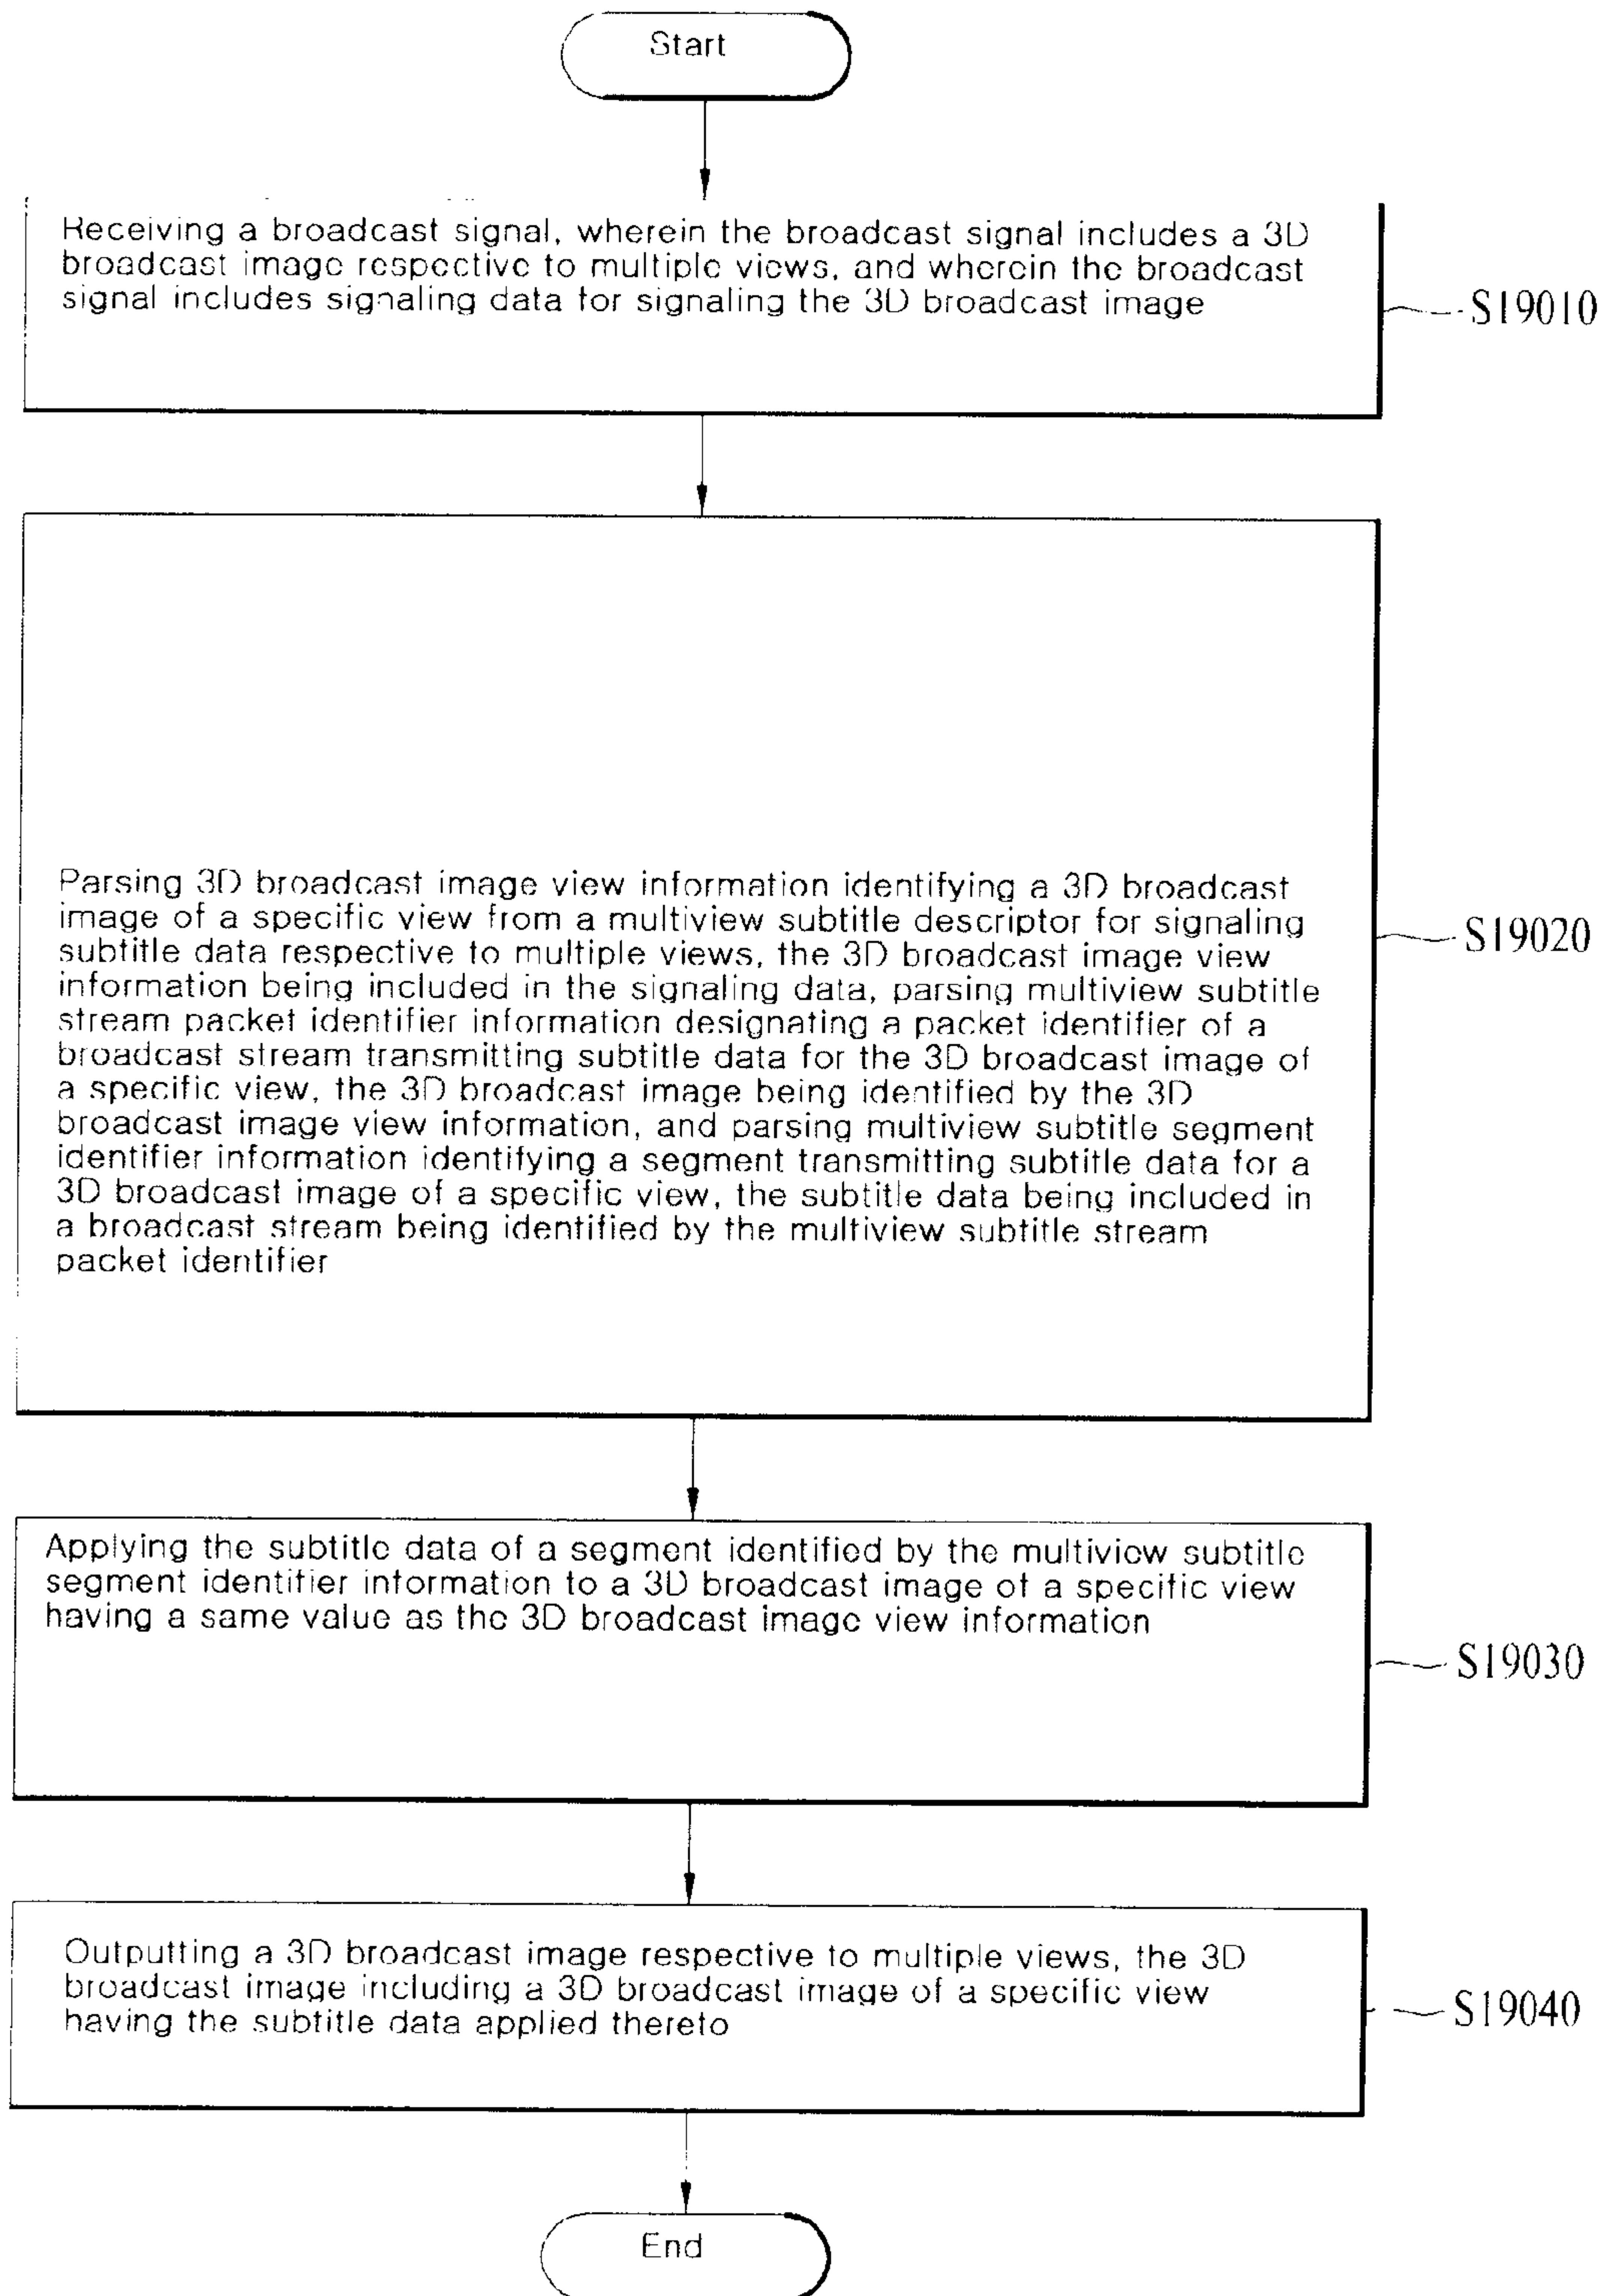 Start
Receiving a broadcast signal, wherein the broadcast signal includes a 3D
broadcast image respective to multiple views, and wherein the broadcast
signal includes signaling data for signaling the 3D broadcast image
S19010
Parsing 3D broadcast image view information identifying a 3D broadcast
image of a specific view from a multiview subtitle descriptor for signaling
subtitle data respective to multiple views, the 3D broadcast image view
information being included in the signaling data, parsing multiview subtitle
stream packet identifier information designating a packet identifier of a
broadcast stream transmitting subtitle data for the 3D broadcast image of
a specific view, the 3D broadcast image being identified by the 3D
broadcast image view information, and parsing multiview subtitle segment
identifier information identifying a segment transmitting subtitle data for a
3D broadcast image of a specific view, the subtitle data being included in
a broadcast stream being identified by the multiview subtitle stream
packet identifier
S19020
Applying the subtitle data of a segment identified by the multiview subtitle
segment identifier information to a 3D broadcast image of a specific view
having a same value as the 3D broadcast image view information
S19030
Outputting a 3D broadcast image respective to multiple views, the 3D
broadcast image including a 3D broadcast image of a specific view
having the subtitle data applied thereto
S19040
End